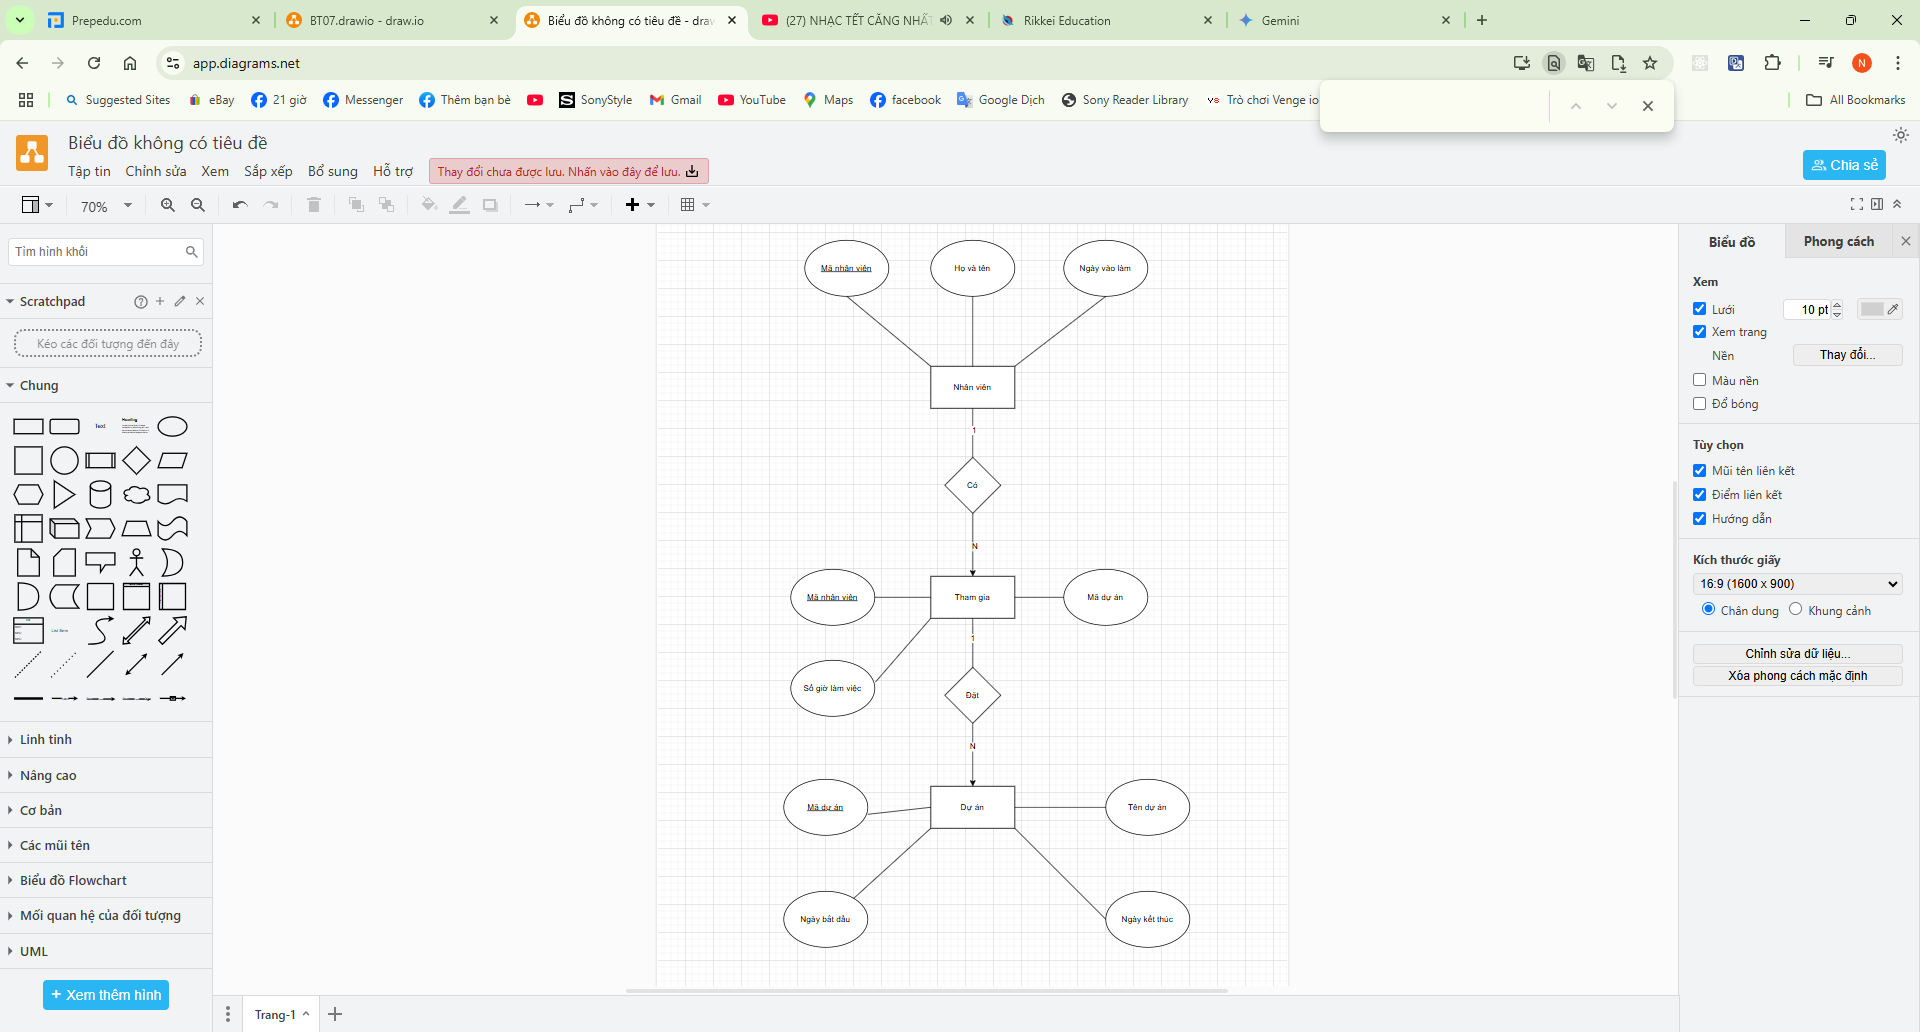 Prepedu.com
BT07.drawio - draw.io
Biểu đồ không có tiêu đề - draw
(27) NHẠC TẾT CĂNG NHẤT
Rikkei Education
Gemini
app.diagrams.net
Suggested Sites
eBay
21 giờ
Messenger
Thêm bạn bè
SonyStyle
Gmail
YouTube
Maps
facebook
Google Dịch
Sony Reader Library
Trò chơi Venge io
All Bookmarks
Biểu đồ không có tiêu đề
Tập tin
Chỉnh sửa
Xem
Sắp xếp
Bổ sung
Hỗ trợ
Thay đổi chưa được lưu. Nhấn vào đây để lưu.
Chia sẻ
70%
Tìm hình khối
Scratchpad
Kéo các đối tượng đến đây
Chung
Text
Heading
List Item
Linh tinh
Nâng cao
Cơ bản
Các mũi tên
Biểu đồ Flowchart
Mối quan hệ của đối tượng
UML
+ Xem thêm hình
Mã nhân viên
Họ và tên
Ngày vào làm
Nhân viên
1
Có
N
Mã nhân viên
Tham gia
Mã dự án
1
Số giờ làm việc
Đặt
N
Mã dự án
Dự án
Tên dự án
Ngày bắt đầu
Ngày kết thúc
Trang-1
Biểu đồ
Phong cách
Xem
Lưới
10 pt
Xem trang
Nền
Thay đổi...
Màu nền
Đổ bóng
Tùy chọn
Mũi tên liên kết
Điểm liên kết
Hướng dẫn
Kích thước giấy
16:9 (1600 x 900)
Chân dung
Khung cảnh
Chỉnh sửa dữ liệu...
Xóa phong cách mặc định
N